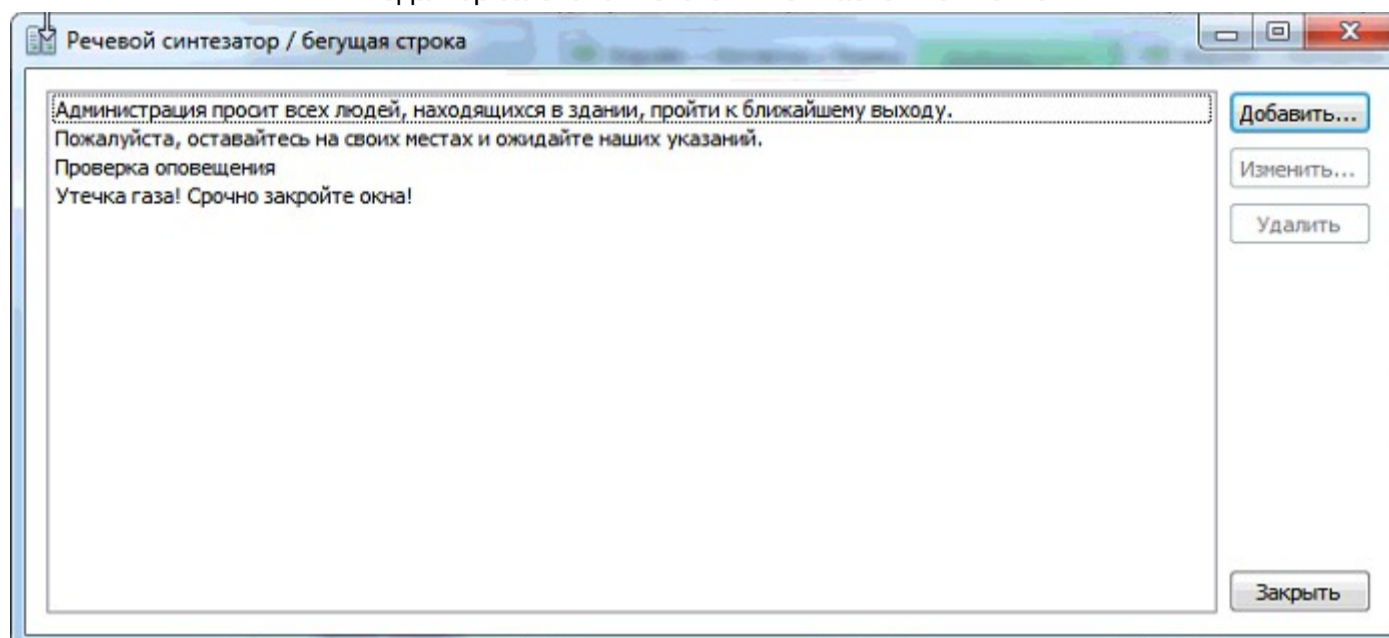 Речевой синтезатор / бегущая строка
Администрация просит всех людей, находящихся в здании, пройти к ближайшему выходу.
Пожалуйста, оставайтесь на своих местах и ожидайте наших указаний.
Проверка оповещения
Утечка газа! Срочно закройте окна!
Добавить...
Изменить...
Удалить
Закрыть